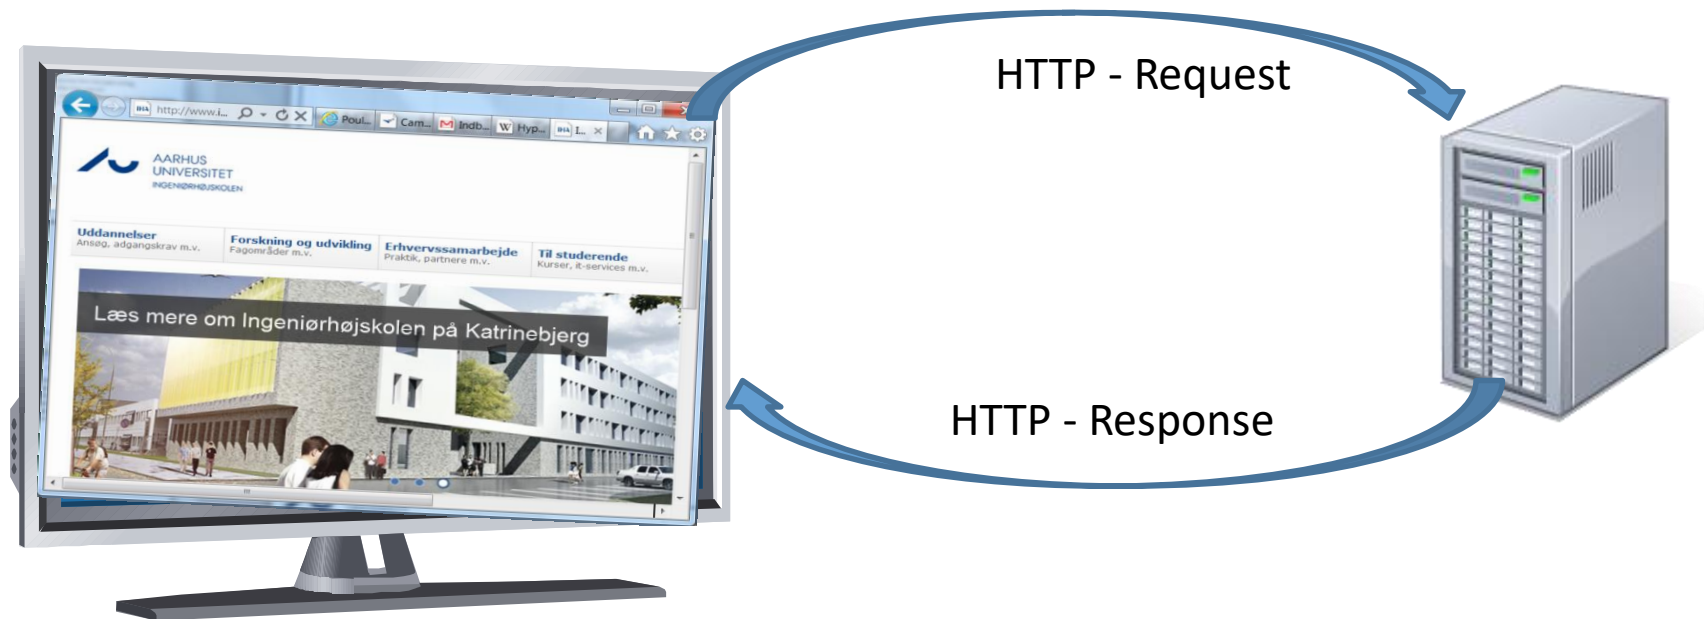 HTTP - Request
http://www.i...
Poul...
Cam...
Indb...
W Hyp...
I...
AARHUS
UNIVERSITET
INGENIØRHØJSKOLEN
Uddannelser
Ansøg, adgangskrav m.v.
Forskning og udvikling
Fagområder m.v.
Erhvervssamarbejde
Praktik, partnere m.v.
Til studerende
Kurser, it-services m.v.
Læs mere om Ingeniørhøjskolen på Katrinebjerg
HTTP - Response